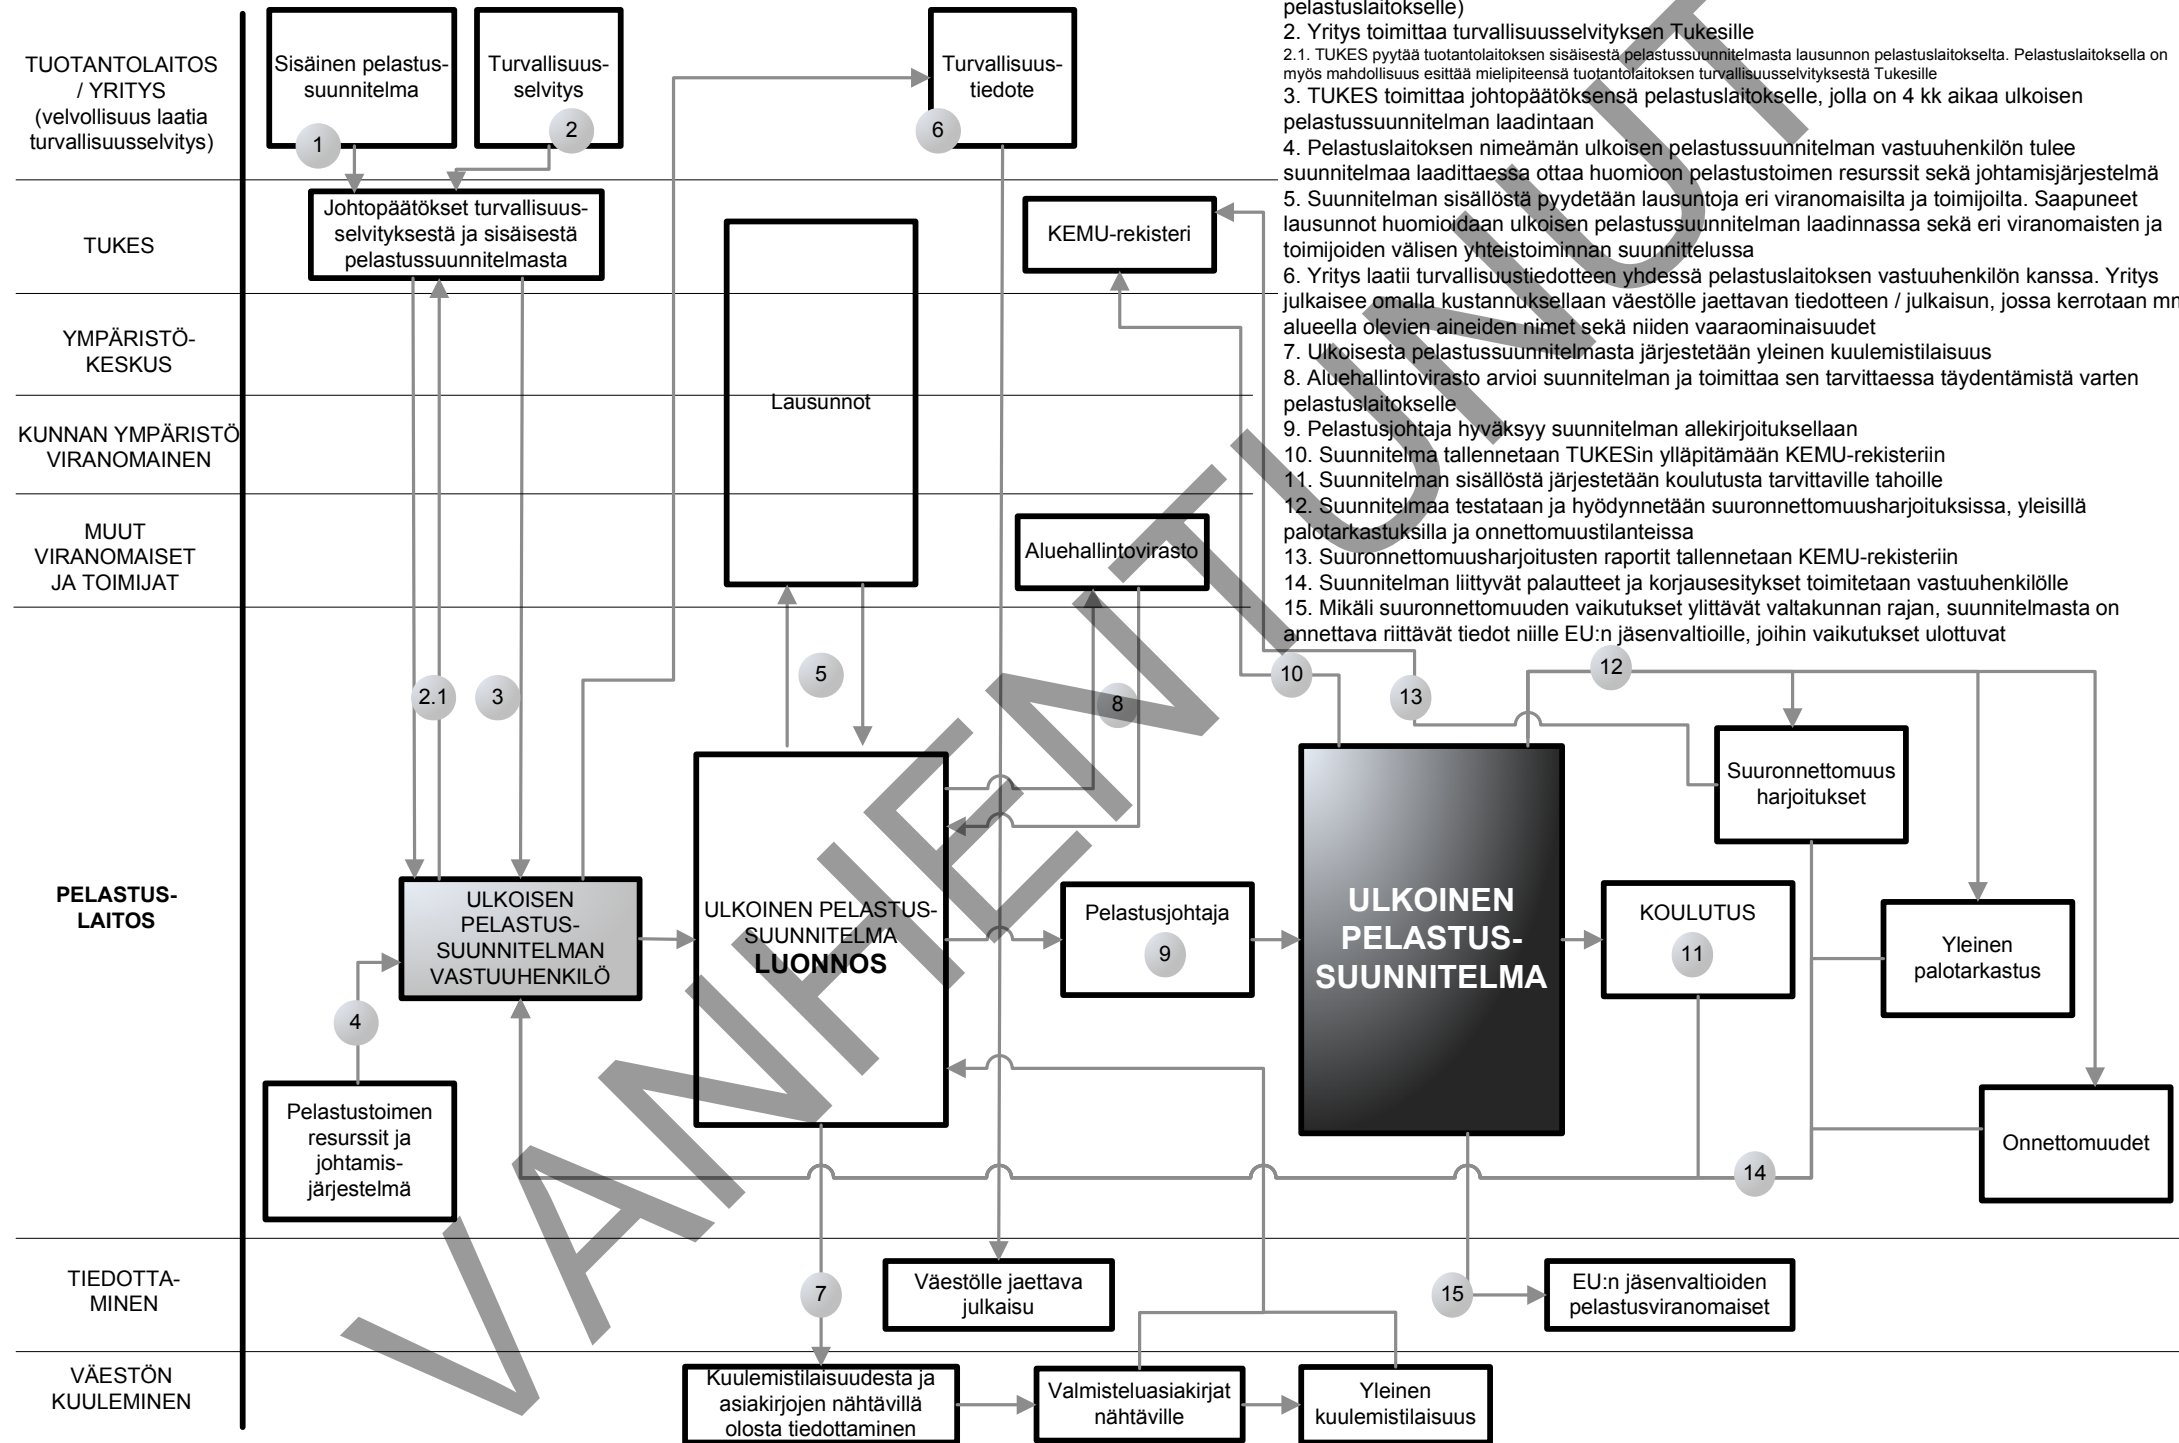 pelastuslaitokselle)
2. Yritys toimittaa turvallisuusselvityksen Tukesille
2.1. TUKES pyytää tuotantolaitoksen sisäisestä pelastussuunnitelmasta lausunnon pelastuslaitokselta. Pelastuslaitoksella on
myös mahdollisuus esittää mielipiteensä tuotantolaitoksen turvallisuusselvityksestä Tukesille
3. TUKES toimittaa johtopäätöksensä pelastuslaitokselle, jolla on 4 kk aikaa ulkoisen
pelastussuunnitelman laadintaan
4. Pelastuslaitoksen nimeämän ulkoisen pelastussuunnitelman vastuuhenkilön tulee
suunnitelmaa laadittaessa ottaa huomioon pelastustoimen resurssit sekä johtamisjärjestelmä
5. Suunnitelman sisällöstä pyydetään lausuntoja eri viranomaisilta ja toimijoilta. Saapuneet
lausunnot huomioidaan ulkoisen pelastussuunnitelman laadinnassa sekä eri viranomaisten ja
toimijoiden välisen yhteistoiminnan suunnittelussa
6. Yritys laatii turvallisuustiedotteen yhdessä pelastuslaitoksen vastuuhenkilön kanssa. Yritys
julkaisee omalla kustannuksellaan väestölle jaettavan tiedotteen / julkaisun, jossa kerrotaan
alueella olevien aineiden nimet sekä niiden vaaraominaisuudet
7. Ulkoisesta pelastussuunnitelmasta järjestetään yleinen kuulemistilaisuus
8. Aluehallintovirasto arvioi suunnitelman ja toimittaa sen tarvittaessa täydentämistä varten
pelastuslaitokselle
9. Pelastusjohtaja hyväksyy suunnitelman allekirjoituksellaan
10. Suunnitelma tallennetaan TUKESin ylläpitämään KEMU-rekisteriin
11. Suunnitelman sisällöstä järjestetään koulutusta tarvittaville tahoille
12. Suunnitelmaa testataan ja hyödynnetään suuronnettomuusharjoituksissa, yleisillä
palotarkastuksilla ja onnettomuustilanteissa
13. Suuronnettomuusharjoitusten raportit tallennetaan KEMU-rekisteriin
14. Suunnitelman liittyvät palautteet ja korjausesitykset toimitetaan vastuuhenkilölle
15. Mikäli suuronnettomuuden vaikutukset ylittävät valtakunnan rajan, suunnitelmasta on
annettava riittävät tiedot niille EU:n jäsenvaltioille, joihin vaikutukset ulottuvat
TUOTANTOLAITOS
/ YRITYS
(velvollisuus laatia
turvallisuusselvitys)
Sisäinen pelastus-
suunnitelma
1
Turvallisuus-
selvitys
2
Turvallisuus-
tiedote
6
TUKES
Johtopäätökset turvallisuus-
selvityksestä ja sisäisestä
pelastussuunnitelmasta
KEMU-rekisteri
YMPÄRISTÖ-
KESKUS
Lausunnot
KUNNAN YMPÄRISTÖ
VIRANOMAINEN
MUUT
VIRANOMAISET
JA TOIMIJAT
Aluehallintovirasto
2.1
3
5
8
10
13
12
PELASTUS-
LAITOS
ULKOISEN
PELASTUS-
SUUNNITELMAN
VASTUUHENKILÖ
4
Pelastustoimen
resurssit ja
johtamis-
järjestelmä
ULKOINEN PELASTUS-
SUUNNITELMA
LUONNOS
Pelastusjohtaja
9
ULKOINEN
PELASTUS-
SUUNNITELMA
KOULUTUS
11
Suuronnettomuus
harjoitukset
Yleinen
palotarkastus
Onnettomuudet
14
TIEDOTTA-
MINEN
7
Väestölle jaettava
julkaisu
15
EU:n jäsenvaltioiden
pelastusviranomaiset
VÄESTÖN
KUULEMINEN
Kuulemistilaisuudesta ja
asiakirjojen nähtävillä
olosta tiedottaminen
Valmisteluasiakirjat
nähtäville
Yleinen
kuulemistilaisuus
VANHENTUNUT